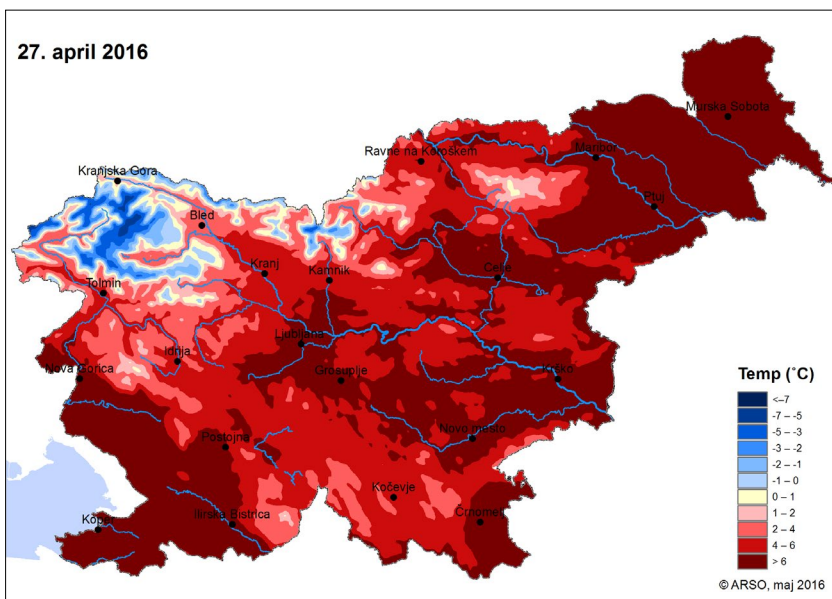 27. april 2016
Murska Sobota
Ravne na Koroškem
Maribor
Kranjska Gora
Ptuj
Bled
Kranj
Kamnik
Celje
Tolmin
Ljubljana
Idrija
Nova Gorica
Grosuplje
Krško
Novo mesto
Postojna
Kočevje
Črnomelj
Koper
Ilirska Bistrica
Temp (˚C)
<–7
-7 – -5
-5 – -3
-3 – -2
-2 – -1
-1 – 0
0 – 1
1 – 2
2 – 4
4 – 6
> 6
© ARSO, maj 2016